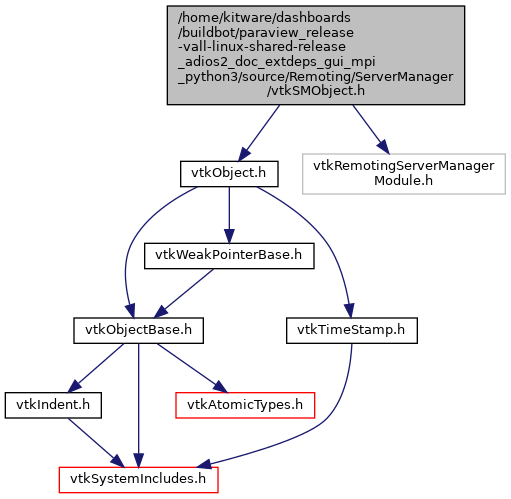 /home/kitware/dashboards
/buildbot/paraview_release
-vall-linux-shared-release
_adios2_doc_extdeps_gui_mpi
_python3/source/Remoting/ServerManager
/vtkSMObject.h
vtkObject.h
vtkRemotingServerManager
Module.h
vtkWeakPointerBase.h
vtkObjectBase.h
vtkTimeStamp.h
vtkIndent.h
vtkAtomicTypes.h
vtkSystemIncludes.h